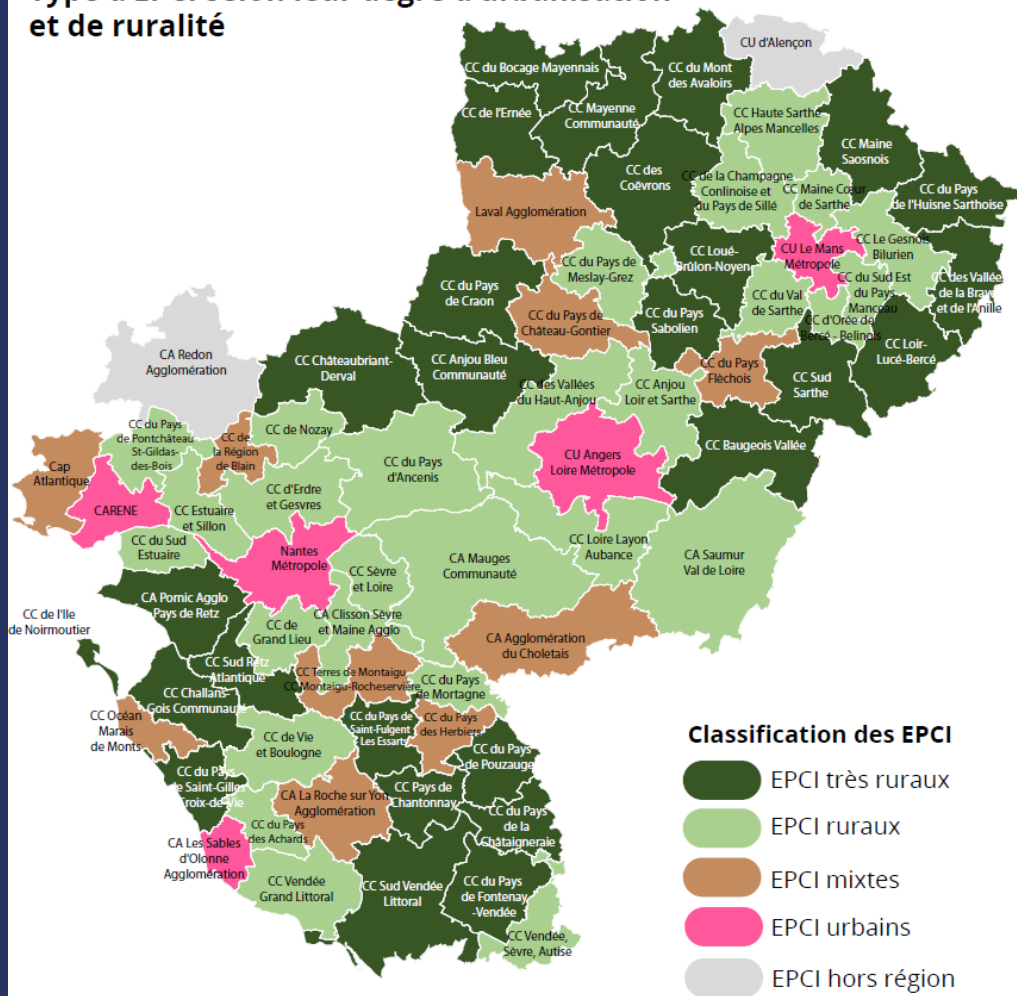 et de ruralité
CU d'Alençon
CC du Bocage Mayennais
CC du Mont
des Avaloirs
CC de l'Ernée
CC Mayenne
Communauté
CC Haute Sarthe
Alpes Mancelles
CC Maine
Saosnois
CC des
Coëvrons
CC de la Champagne
Conlinoise et
du Pays de Sillé
CC Maine Cœur
de Sarthe
CC du Pays
de l'Huisne Sarthoise
Laval Agglomération
CC Loué-
Brûlon-Noyen
CU Le Mans
Métropole
CC Le Gesnois
Bilurien
CC du Pays de
Meslay-Grez
CC du Pays
de Craon
CC du Val
de Sarthe
CC du Sud Est
du Pays
Manceau
CC des Vallée
de la Braye
et de l'Anille
CC du Pays de
Château-Gontier
CC du Pays
Sabolien
CC d'Orée de
Bercé - Belinois
CC Loir-
Lucé-Bercé
CA Redon
Agglomération
CC Châteaubriant-
Derval
CC Anjou Bleu
Communauté
CC des Vallées
du Haut-Anjou
CC Anjou
Loir et Sarthe
CC du Pays
Fléchois
CC Sud
Sarthe
CC du Pays
de Pontchâteau
St-Gildas-
des-Bois
CC de
la Région
de Blain
CC de Nozay
CC du Pays
d'Ancenis
CU Angers
Loire Métropole
CC Baugeois Vallée
Cap
Atlantique
CARENE
CC Estuaire
et Sillon
CC d'Erdre
et Gesvres
CC du Sud
Estuaire
Nantes
Métropole
CC Sèvre
et Loire
CA Mauges
Communauté
CC Loire Layon
Aubance
CA Saumur
Val de Loire
CC de l'Ile
de Noirmoutier
CA Pornic Agglo
Pays de Retz
CC de
Grand Lieu
CA Clisson Sèvre
et Maine Agglo
CA Agglomération
du Choletais
CC Sud Retz
Atlantique
CC Terres de Montaigu
CC Montaigu-Rocheservière
CC du Pays
de Mortagne
CC Challans-
Gois Communauté
CC Océan
Marais
de Monts
CC de Vie
et Boulogne
CC du Pays de
Saint-Fulgent
Les Essarts
CC du Pays
des Herbiers
CC du Pays
de Pouzauge
CC du Pays
de Saint-Gilles
Croix-de-Vie
CA La Roche sur Yon
Agglomération
CC Pays de
Chantonnay
CC du Pays
des Achards
CC du Pays
de la
Châtaigneraie
CA Les Sables
d'Olonne
Agglomération
CC Vendée
Grand Littoral
CC Sud Vendée
Littoral
CC du Pays
de Fontenay
-Vendée
CC Vendée,
Sèvre, Autise
Classification des EPCI
EPCI très ruraux
EPCI ruraux
EPCI mixtes
EPCI urbains
EPCI hors région